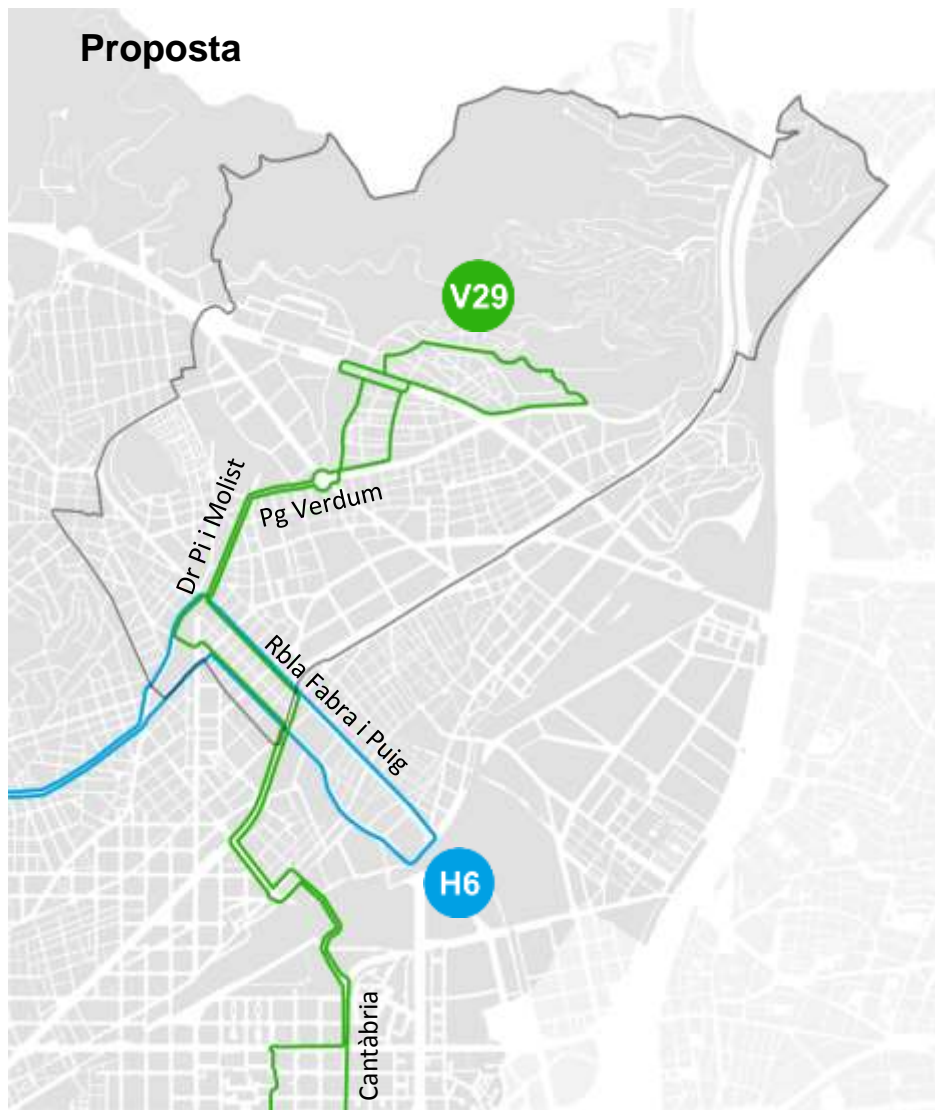 Proposta
V29
Dr Pi i Molist
Pg Verdum
Rbla Fabra i Puig
H6
Cantàbria